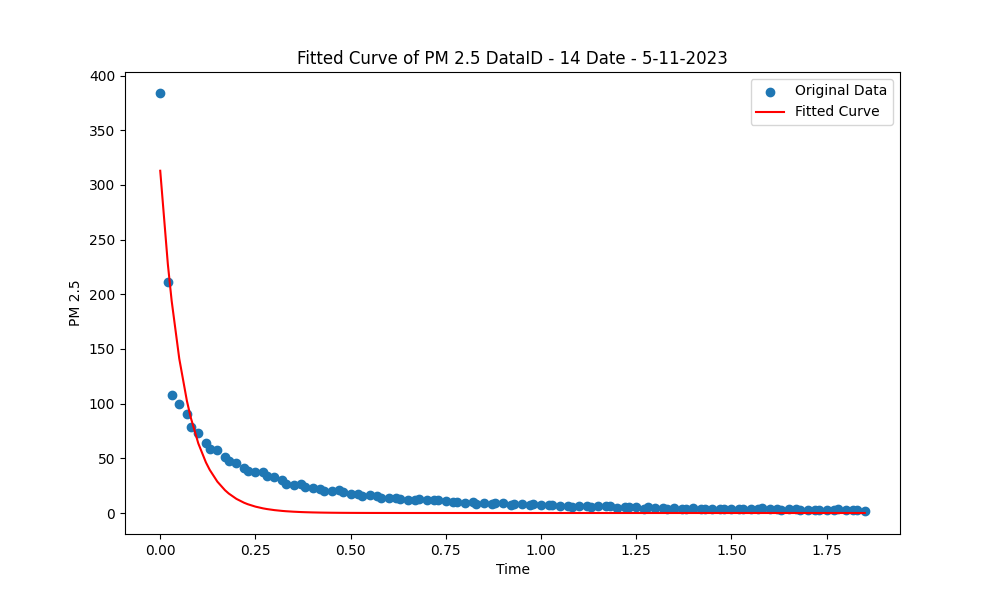 Fitted Curve of PM 2.5 DataID - 14 Date - 5-11-2023
Original Data
Fitted Curve
400
350
300
250
200
150
100
50
0
PM 2.5
0.00 0.25 0.50 0.75 1.00 1.25 1.50 1.75
Time